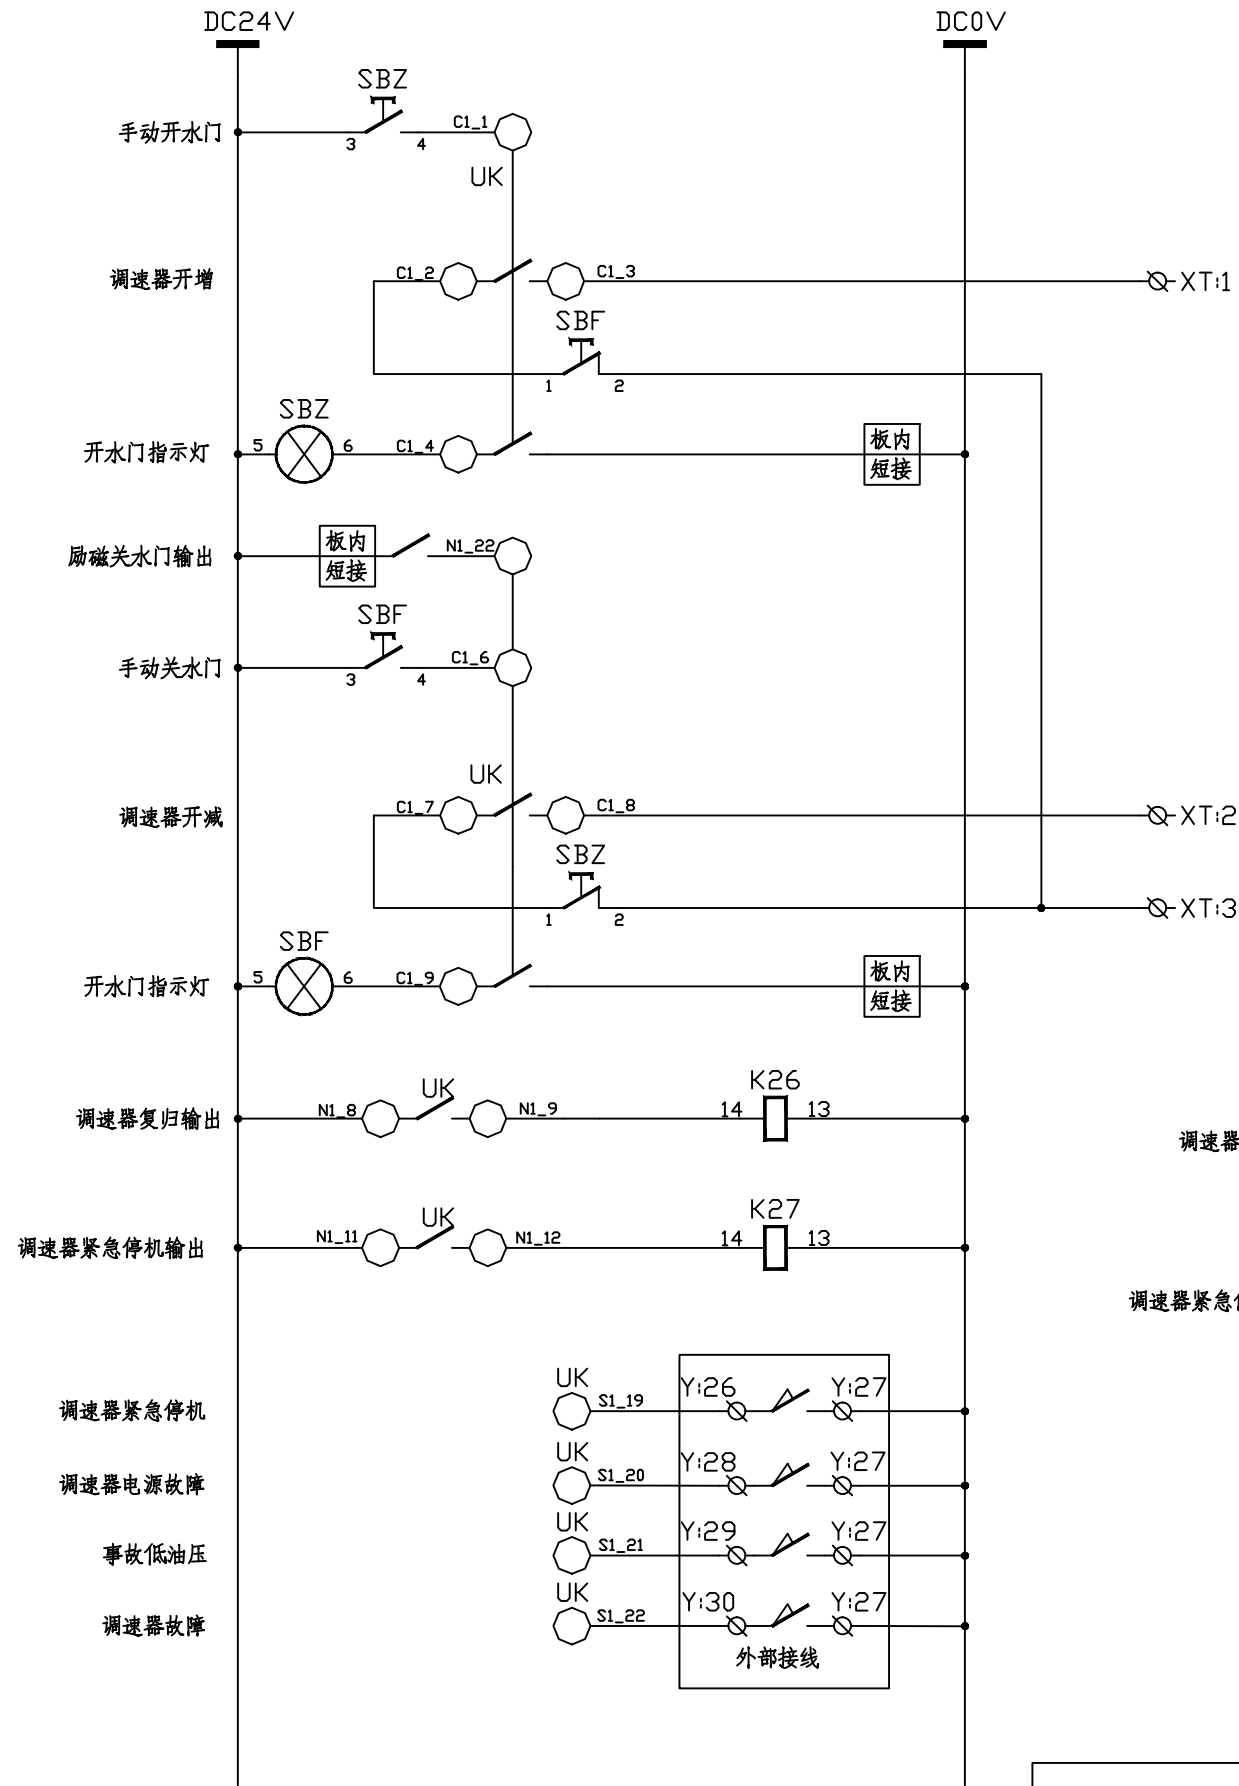 DC24V
DC0V
SBZ
手动开水门
3
4
C1_1
UK
调速器开增
C1_2
C1_3
XT:1
SBF
1
2
SBZ
开水门指示灯
5
6
C1_4
板内
短接
励磁关水门输出
板内
短接
N1_22
SBF
手动关水门
3
4
C1_6
UK
调速器开减
C1_7
C1_8
XT:2
SBZ
1
2
XT:3
SBF
开水门指示灯
5
6
C1_9
板内
短接
调速器复归输出
N1_8
UK
N1_9
K26
14
13
调速器
调速器紧急停机输出
N1_11
UK
N1_12
K27
14
13
调速器紧急
调速器紧急停机
UK
S1_19
Y:26
Y:27
调速器电源故障
UK
S1_20
Y:28
Y:27
事故低油压
UK
S1_21
Y:29
Y:27
调速器故障
UK
S1_22
Y:30
Y:27
外部接线